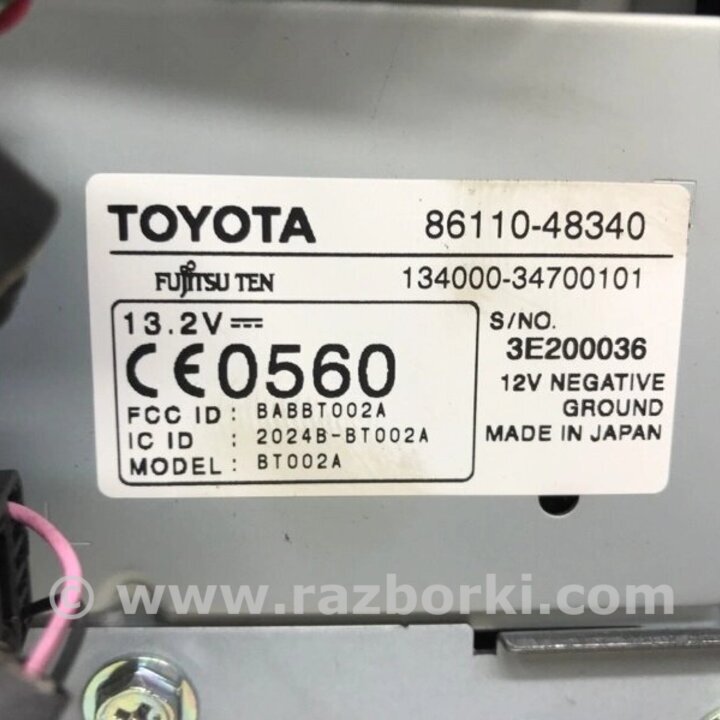 TOYOTA 86110-48340
FUJITSU TEN 134000-34700101
13.2V
S/NO.
CE0560
3E200036
12V NEGATIVE
GROUND
MADE IN JAPAN
FCC ID : BABBT002A
IC ID : 2024B-BT002A
MODEL : BT002A
© www.razborki.com